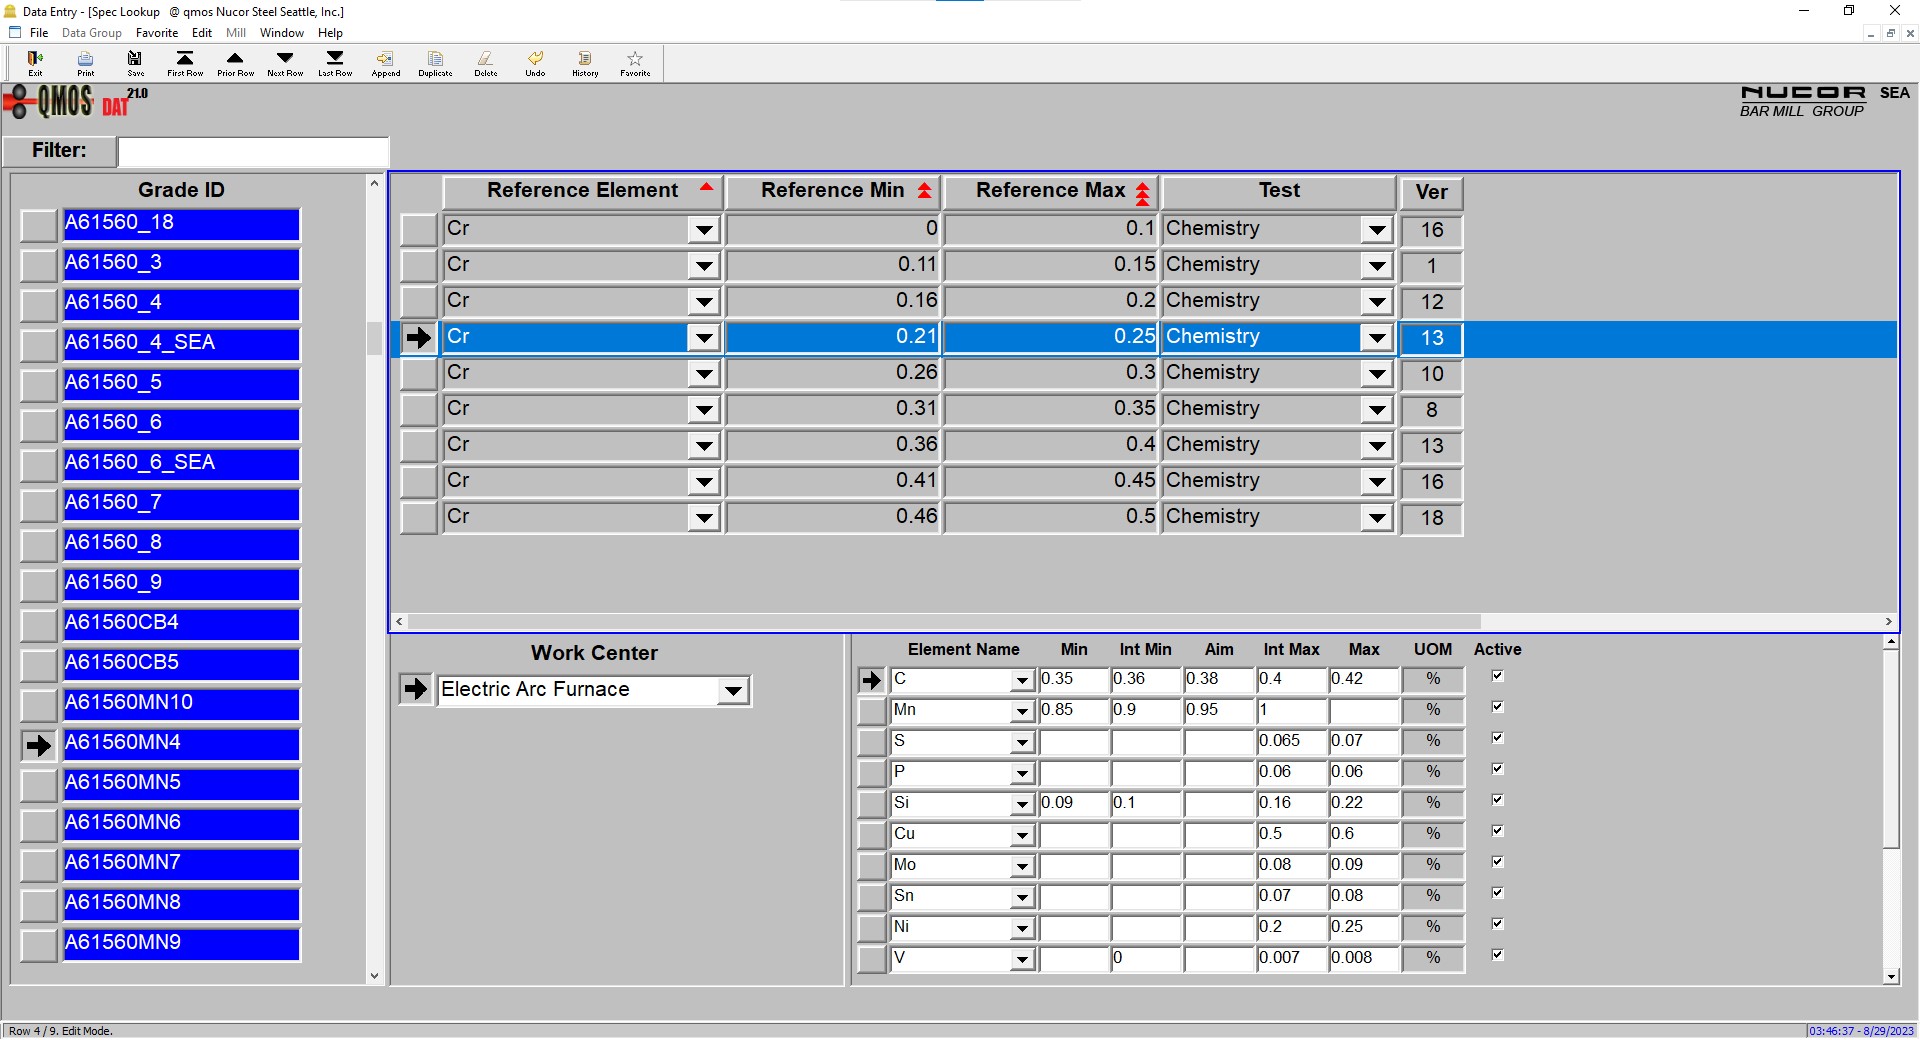 Data Entry - [Spec Lookup   @ qmos Nucor Steel Seattle, Inc.]
File Data Group Favorite Edit Mill Window Help
Exit Print Save First Row Prior Row Next Row Last Row Append Duplicate Delete Undo History Favorite
QMOS DAT 21.0
NUCOR SEA
BAR MILL GROUP
Filter:
Grade ID
A61560_18
A61560_3
A61560_4
A61560_4_SEA
A61560_5
A61560_6
A61560_6_SEA
A61560_7
A61560_8
A61560_9
A61560CB4
A61560CB5
A61560MN10
A61560MN4
A61560MN5
A61560MN6
A61560MN7
A61560MN8
A61560MN9
Reference Element Reference Min Reference Max Test Ver
Cr 0 0.1 Chemistry 16
Cr 0.11 0.15 Chemistry 1
Cr 0.16 0.2 Chemistry 12
Cr 0.21 0.25 Chemistry 13
Cr 0.26 0.3 Chemistry 10
Cr 0.31 0.35 Chemistry 8
Cr 0.36 0.4 Chemistry 13
Cr 0.41 0.45 Chemistry 16
Cr 0.46 0.5 Chemistry 18
Work Center
Electric Arc Furnace
Element Name Min Int Min Aim Int Max Max UOM Active
C 0.35 0.36 0.38 0.4 0.42 %
Mn 0.85 0.9 0.95 1 %
S 0.065 0.07 %
P 0.06 0.06 %
Si 0.09 0.1 0.16 0.22 %
Cu 0.5 0.6 %
Mo 0.08 0.09 %
Sn 0.07 0.08 %
Ni 0.2 0.25 %
V 0 0.007 0.008 %
Row 4 / 9. Edit Mode.
03:46:37 - 8/29/2023